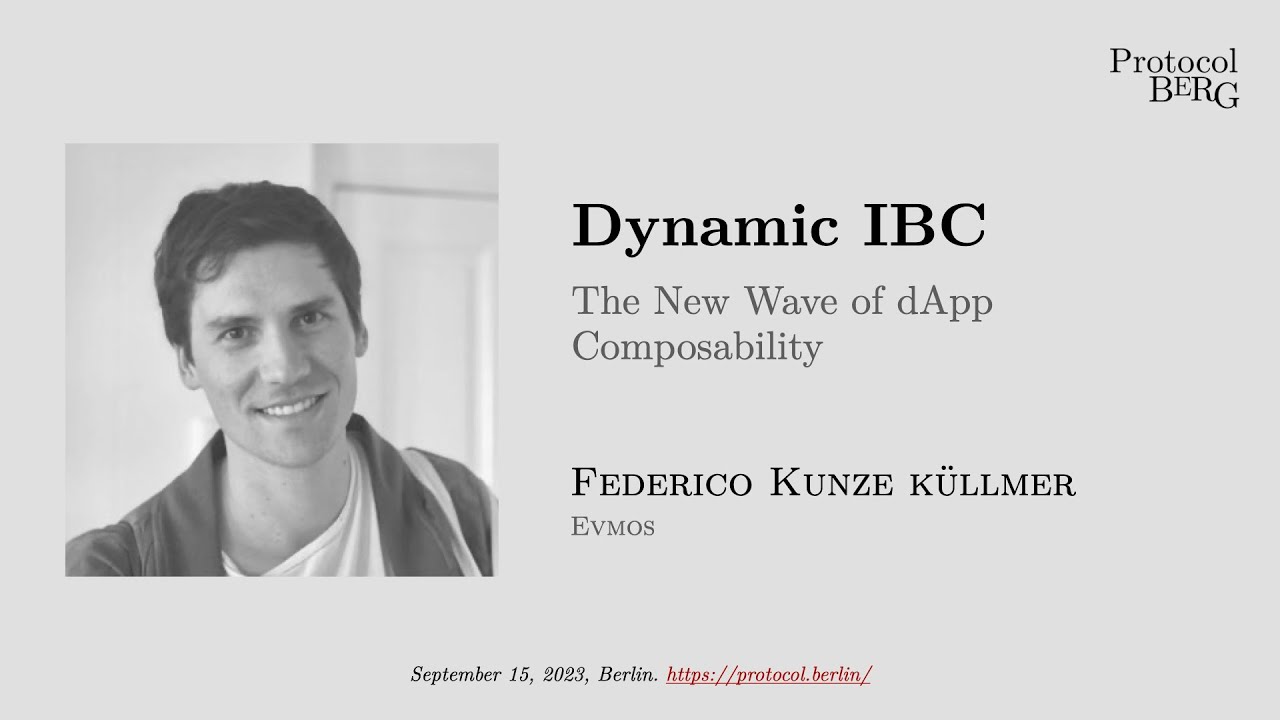 Protocol
BERG
Dynamic IBC
The New Wave of dApp
Composability
Federico Kunze küllmer
Evmos
September 15, 2023, Berlin. https://protocol.berlin/